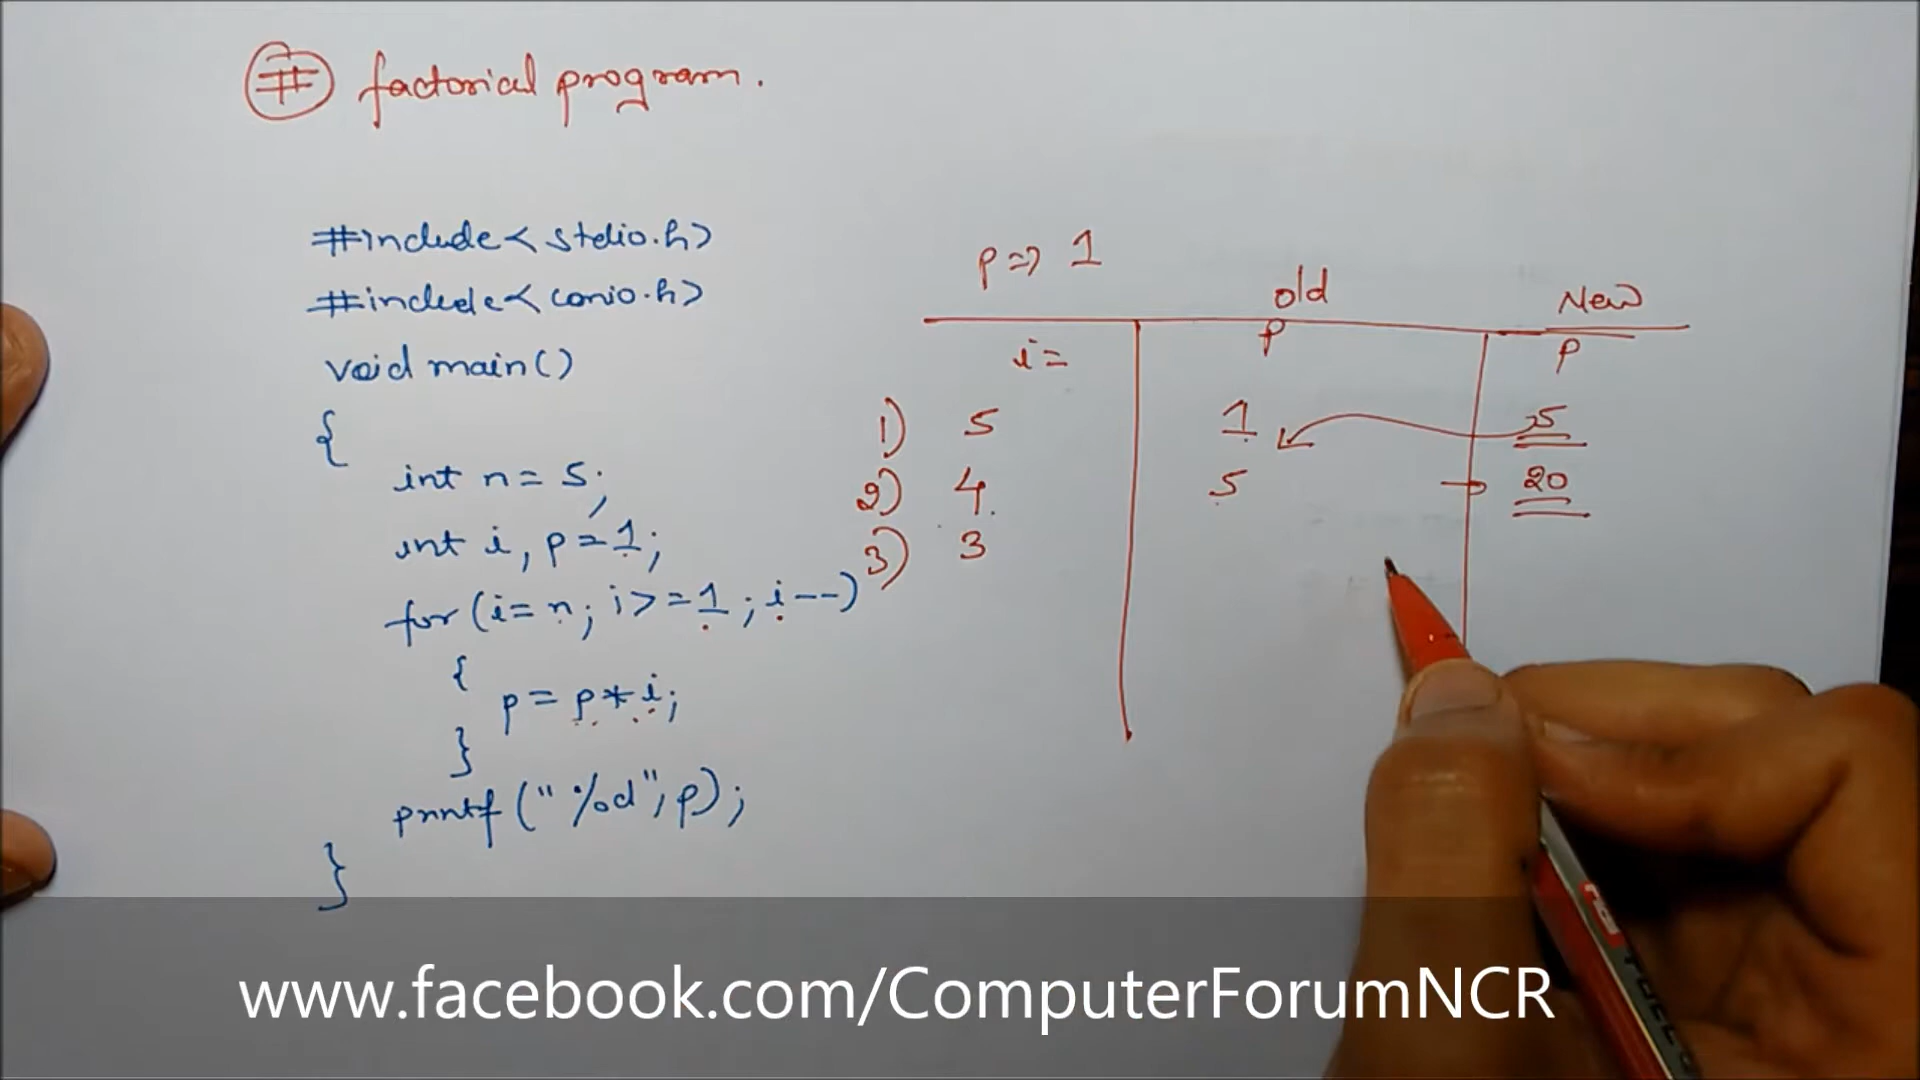 # factorial program.
#include< stdio.h>
#include< conio.h>
void main()
{
int n = 5;
int i, p = 1;
for (i = n; i >= 1; i--)
{
p = p * i;
}
printf (" %d", p);
}
p => 1
old New
i = p p
1) 5 1 5
2) 4 5 20
3) 3
www.facebook.com/ComputerForumNCR